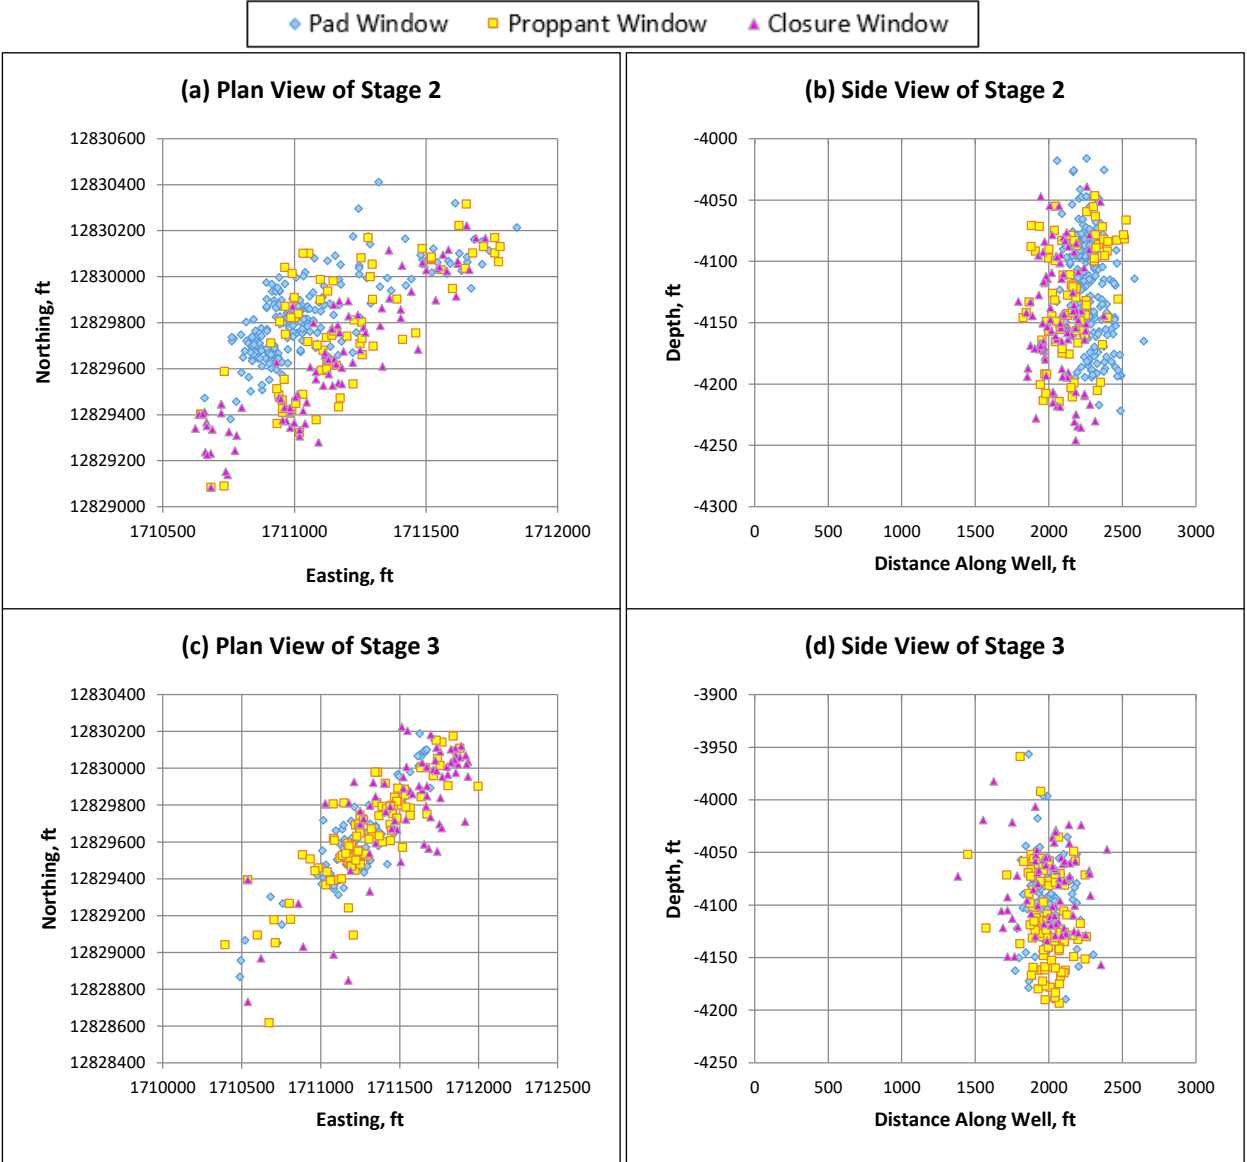 Pad Window Proppant Window Closure Window
(a) Plan View of Stage 2
12830600
12830400
12830200
12830000
12829800
12829600
12829400
12829200
12829000
Northing, ft
1710500 1711000 1711500 1712000
Easting, ft
(b) Side View of Stage 2
-4000
-4050
-4100
-4150
-4200
-4250
-4300
Depth, ft
0 500 1000 1500 2000 2500 3000
Distance Along Well, ft
(c) Plan View of Stage 3
12830400
12830200
12830000
12829800
12829600
12829400
12829200
12829000
12828800
12828600
12828400
Northing, ft
1710000 1710500 1711000 1711500 1712000 1712500
Easting, ft
(d) Side View of Stage 3
-3900
-3950
-4000
-4050
-4100
-4150
-4200
-4250
Depth, ft
0 500 1000 1500 2000 2500 3000
Distance Along Well, ft